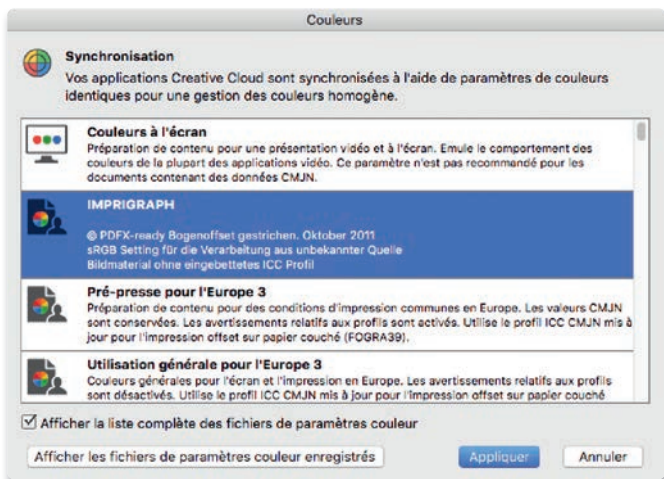 Couleurs
Synchronisation
Vos applications Creative Cloud sont synchronisées à l'aide de paramètres de couleurs
identiques pour une gestion des couleurs homogène.
Couleurs à l'écran
Préparation de contenu pour une présentation vidéo et à l'écran. Emule le comportement des
couleurs de la plupart des applications vidéo. Ce paramètre n'est pas recommandé pour les
documents contenant des données CMJN.
IMPRIGRAPH
© PDFX-ready Bogenoffset gestrichen. Oktober 2011
sRGB Setting für die Verarbeitung aus unbekannter Quelle
Bildmaterial ohne eingebettetes ICC Profil
Pré-presse pour l'Europe 3
Préparation de contenu pour des conditions d'impression communes en Europe. Les valeurs CMJN
sont conservées. Les avertissements relatifs aux profils sont activés. Utilise le profil ICC CMJN mis à
jour pour l'impression offset sur papier couché (FOGRA39).
Utilisation générale pour l'Europe 3
Couleurs générales pour l'écran et l'impression en Europe. Les avertissements relatifs aux profils
sont désactivés. Utilise le profil ICC CMJN mis à jour pour l'impression offset sur papier couché
Afficher la liste complète des fichiers de paramètres couleur
Afficher les fichiers de paramètres couleur enregistrés
Appliquer
Annuler